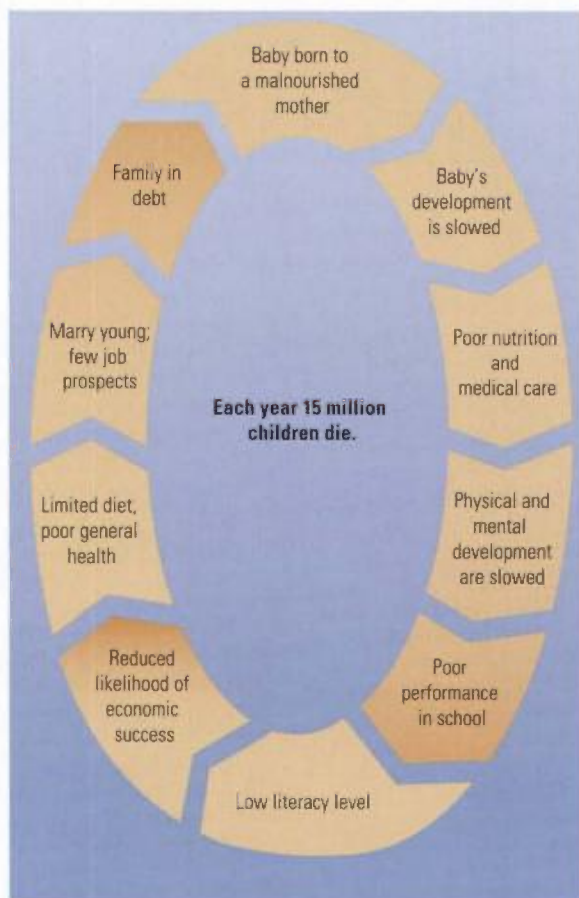 Baby born to
a malnourished
mother
Baby's
development
is slowed
Poor nutrition
and
medical care
Physical and
mental
development
are slowed
Poor
performance
in school
Low literacy level
Reduced
likelihood of
economic
success
Limited diet,
poor general
health
Marry young;
few job
prospects
Family in
debt
Each year 15 million
children die.